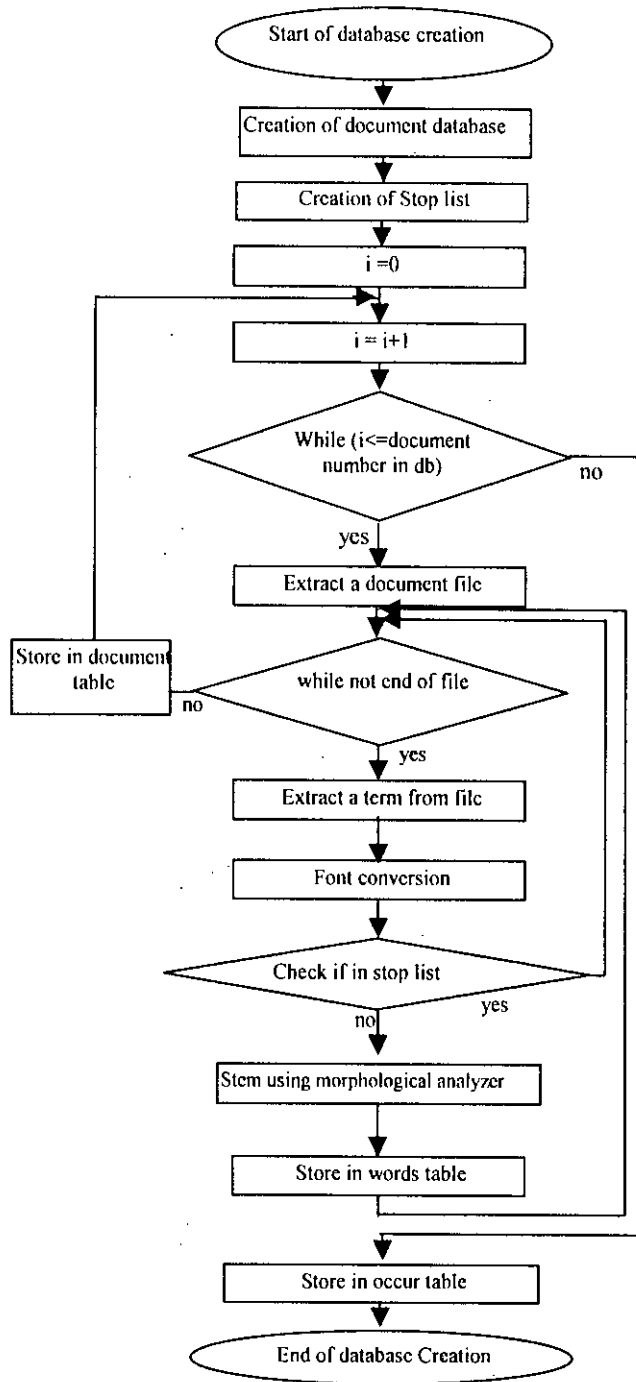 Start of database creation
Creation of document database
Creation of Stop list
i =0
i = i+1
While (i<=document
number in db)
no
yes
Extract a document file
Store in document
table
no
while not end of file
yes
Extract a term from file
Font conversion
Check if in stop list
yes
no
Stem using morphological analyzer
Store in words table
Store in occur table
End of database Creation